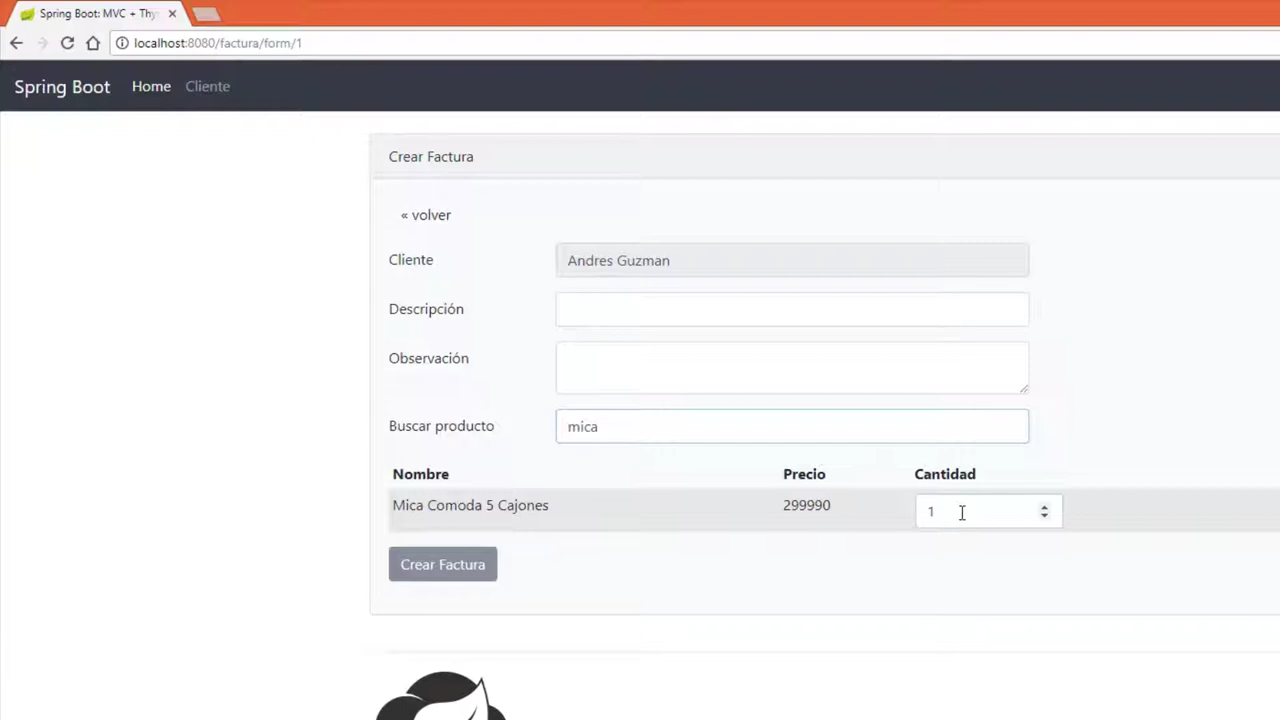 Spring Boot: MVC + Thy
localhost:8080/factura/form/1
Spring Boot Home Cliente
Crear Factura
« volver
Cliente Andres Guzman
Descripción
Observación
Buscar producto mica
Nombre Precio Cantidad
Mica Comoda 5 Cajones 299990 1
Crear Factura